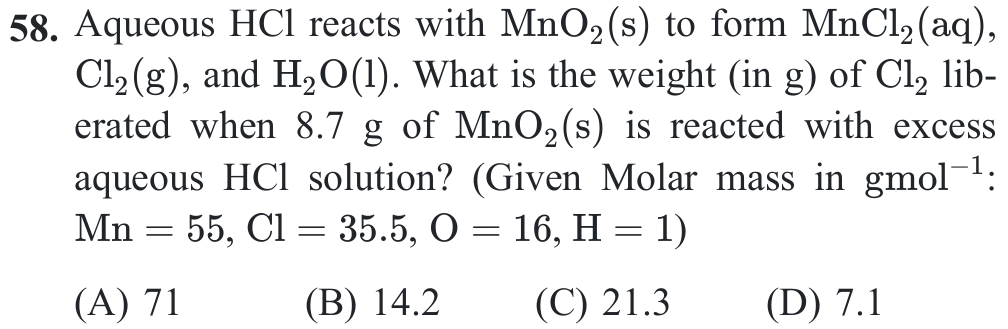 58. Aqueous HCl reacts with MnO₂(s) to form MnCl₂(aq),
Cl₂(g), and H₂O(l). What is the weight (in g) of Cl₂ lib-
erated when 8.7 g of MnO₂(s) is reacted with excess
aqueous HCl solution? (Given Molar mass in gmol⁻¹:
Mn = 55, Cl = 35.5, O = 16, H = 1)
(A) 71 (B) 14.2 (C) 21.3 (D) 7.1